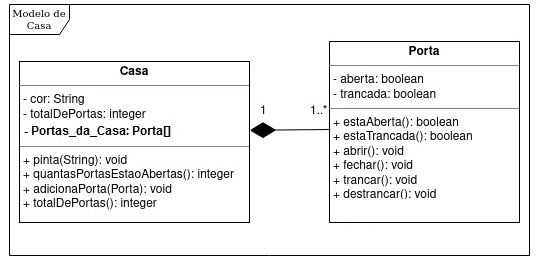 Modelo de
Casa
Casa
- cor: String
- totalDePortas: integer
- Portas_da_Casa: Porta[]
+ pinta(String): void
+ quantasPortasEstaoAbertas(): integer
+ adicionaPorta(Porta): void
+ totalDePortas(): integer
1
1..*
Porta
- aberta: boolean
- trancada: boolean
+ estaAberta(): boolean
+ estaTrancada(): boolean
+ abrir(): void
+ fechar(): void
+ trancar(): void
+ destrancar(): void